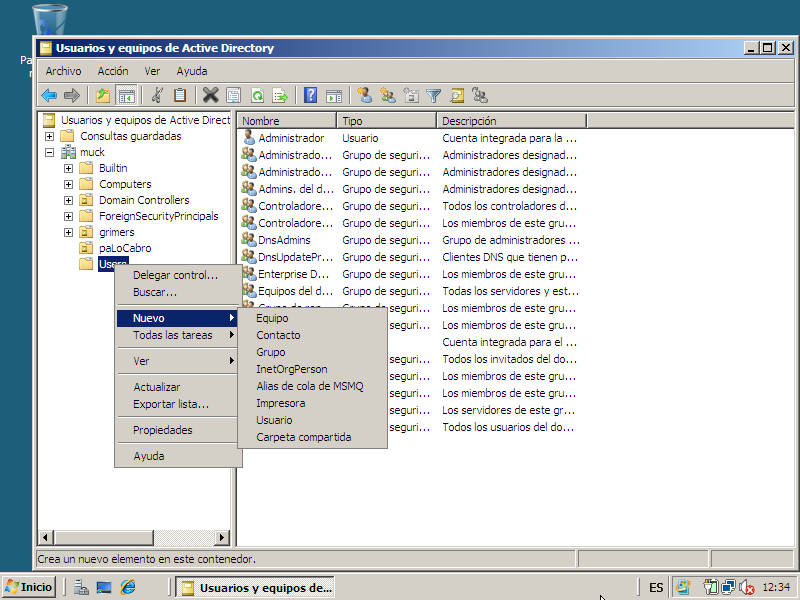 Usuarios y equipos de Active Directory
Archivo Acción Ver Ayuda
Usuarios y equipos de Active Direct
Consultas guardadas
muck
Builtin
Computers
Domain Controllers
ForeignSecurityPrincipals
grimers
paLoCabro
Users
Nombre Tipo Descripción
Administrador Usuario Cuenta integrada para la ...
Administrado... Grupo de seguri... Administradores designad...
Administrado... Grupo de seguri... Administradores designad...
Admins. del d... Grupo de seguri... Administradores designad...
Controladore... Grupo de seguri... Todos los controladores d...
Controladore... Grupo de seguri... Los miembros de este gru...
DnsAdmins Grupo de seguri... Grupo de administradores ...
DnsUpdatePr... Grupo de seguri... Clientes DNS que tienen p...
Enterprise D... Grupo de seguri... Los miembros de este gru...
Equipos del d... Grupo de seguri... Todas las servidores y est...
Los miembros de este gru...
Los miembros de este gru...
Cuenta integrada para el ...
seguri... Todos los invitados del do...
seguri... Los miembros de este gru...
seguri... Los miembros de este gru...
seguri... Los servidores de este gr...
seguri... Todos los usuarios del do...
Delegar control...
Buscar...
Nuevo
Todas las tareas
Ver
Actualizar
Exportar lista...
Propiedades
Ayuda
Equipo
Contacto
Grupo
InetOrgPerson
Alias de cola de MSMQ
Impresora
Usuario
Carpeta compartida
Crea un nuevo elemento en este contenedor.
Inicio
Usuarios y equipos de...
ES
12:34